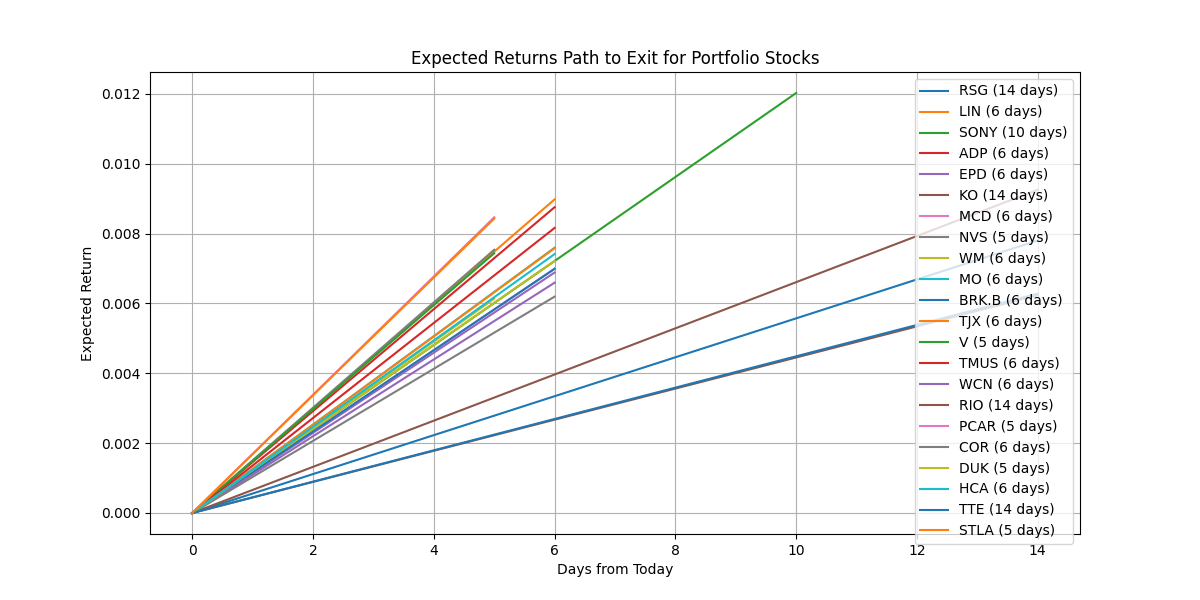 Expected Returns Path to Exit for Portfolio Stocks
Expected Return
0.012
0.010
0.008
0.006
0.004
0.002
0.000
0 2 4 6 8 10 12 14
Days from Today
RSG (14 days)
LIN (6 days)
SONY (10 days)
ADP (6 days)
EPD (6 days)
KO (14 days)
MCD (6 days)
NVS (5 days)
WM (6 days)
MO (6 days)
BRK.B (6 days)
TJX (6 days)
V (5 days)
TMUS (6 days)
WCN (6 days)
RIO (14 days)
PCAR (5 days)
COR (6 days)
DUK (5 days)
HCA (6 days)
TTE (14 days)
STLA (5 days)